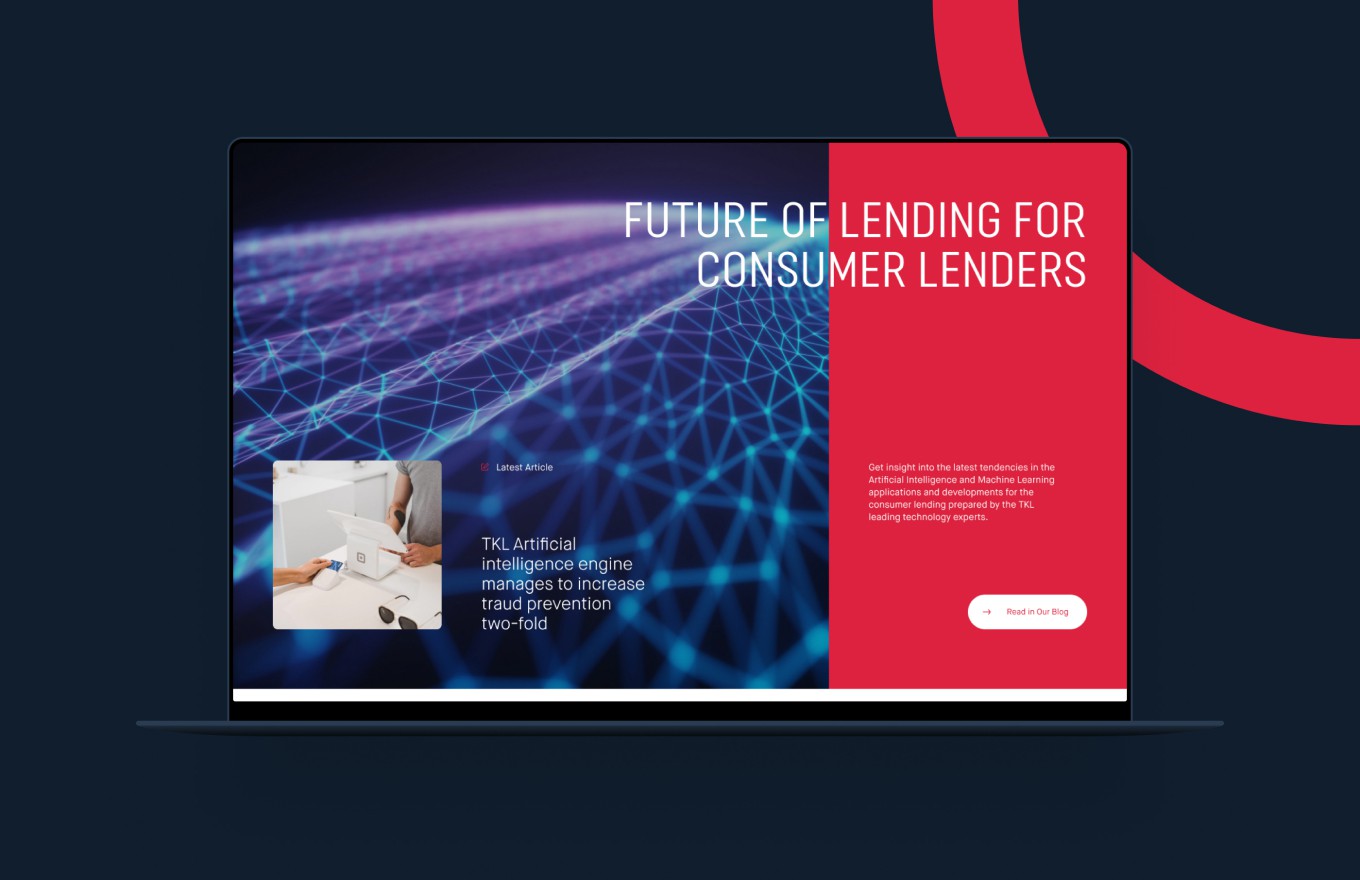 FUTURE OF LENDING FOR
CONSUMER LENDERS
Latest Article
TKL Artificial
intelligence engine
manages to increase
traud prevention
two-fold
Get insight into the latest tendencies in the
Artificial Intelligence and Machine Learning
applications and developments for the
consumer lending prepared by the TKL
leading technology experts.
→ Read in Our Blog